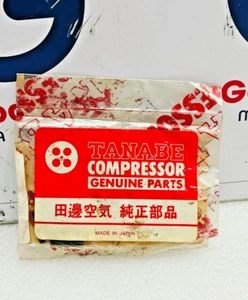 TANABE
COMPRESSOR
GENUINE PARTS
田邊空気 純正部品
MADE IN JAPAN